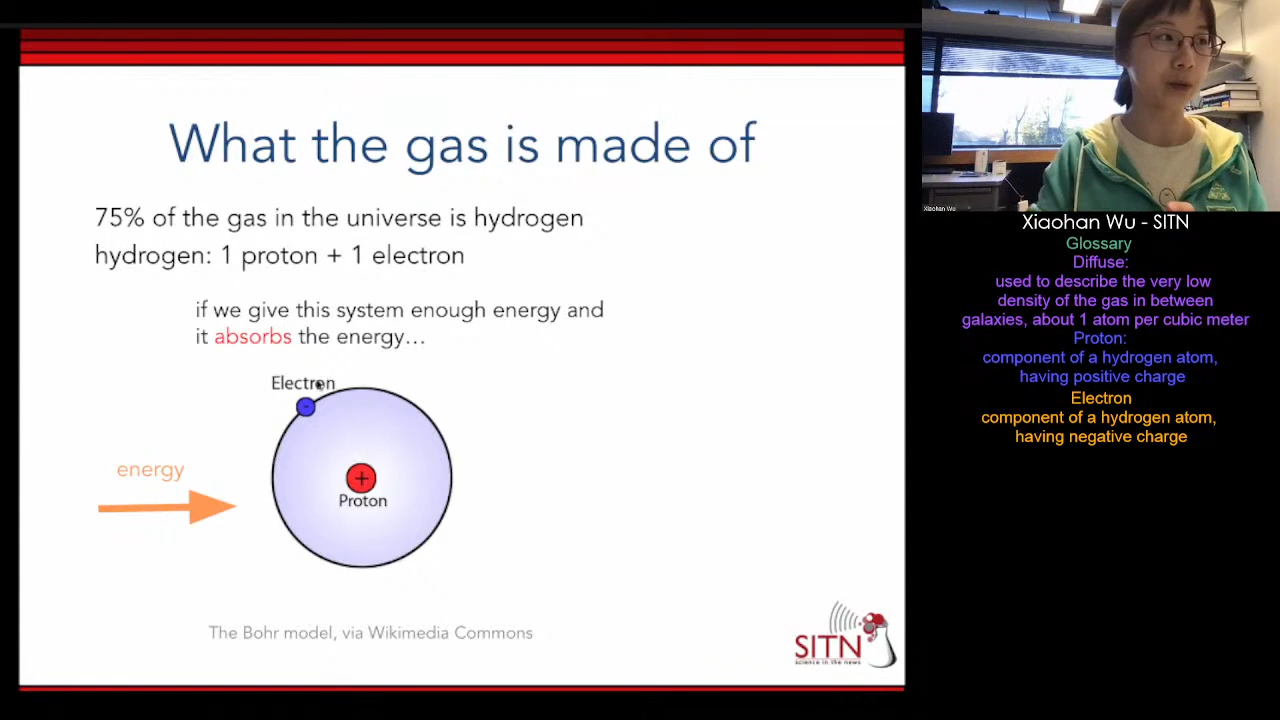 What the gas is made of
75% of the gas in the universe is hydrogen
hydrogen: 1 proton + 1 electron
if we give this system enough energy and
it absorbs the energy…
Electron
-
energy
+
Proton
The Bohr model, via Wikimedia Commons
SITN
science in the news
Xiaohan Wu
Xiaohan Wu - SITN
Glossary
Diffuse:
used to describe the very low
density of the gas in between
galaxies, about 1 atom per cubic meter
Proton:
component of a hydrogen atom,
having positive charge
Electron
component of a hydrogen atom,
having negative charge